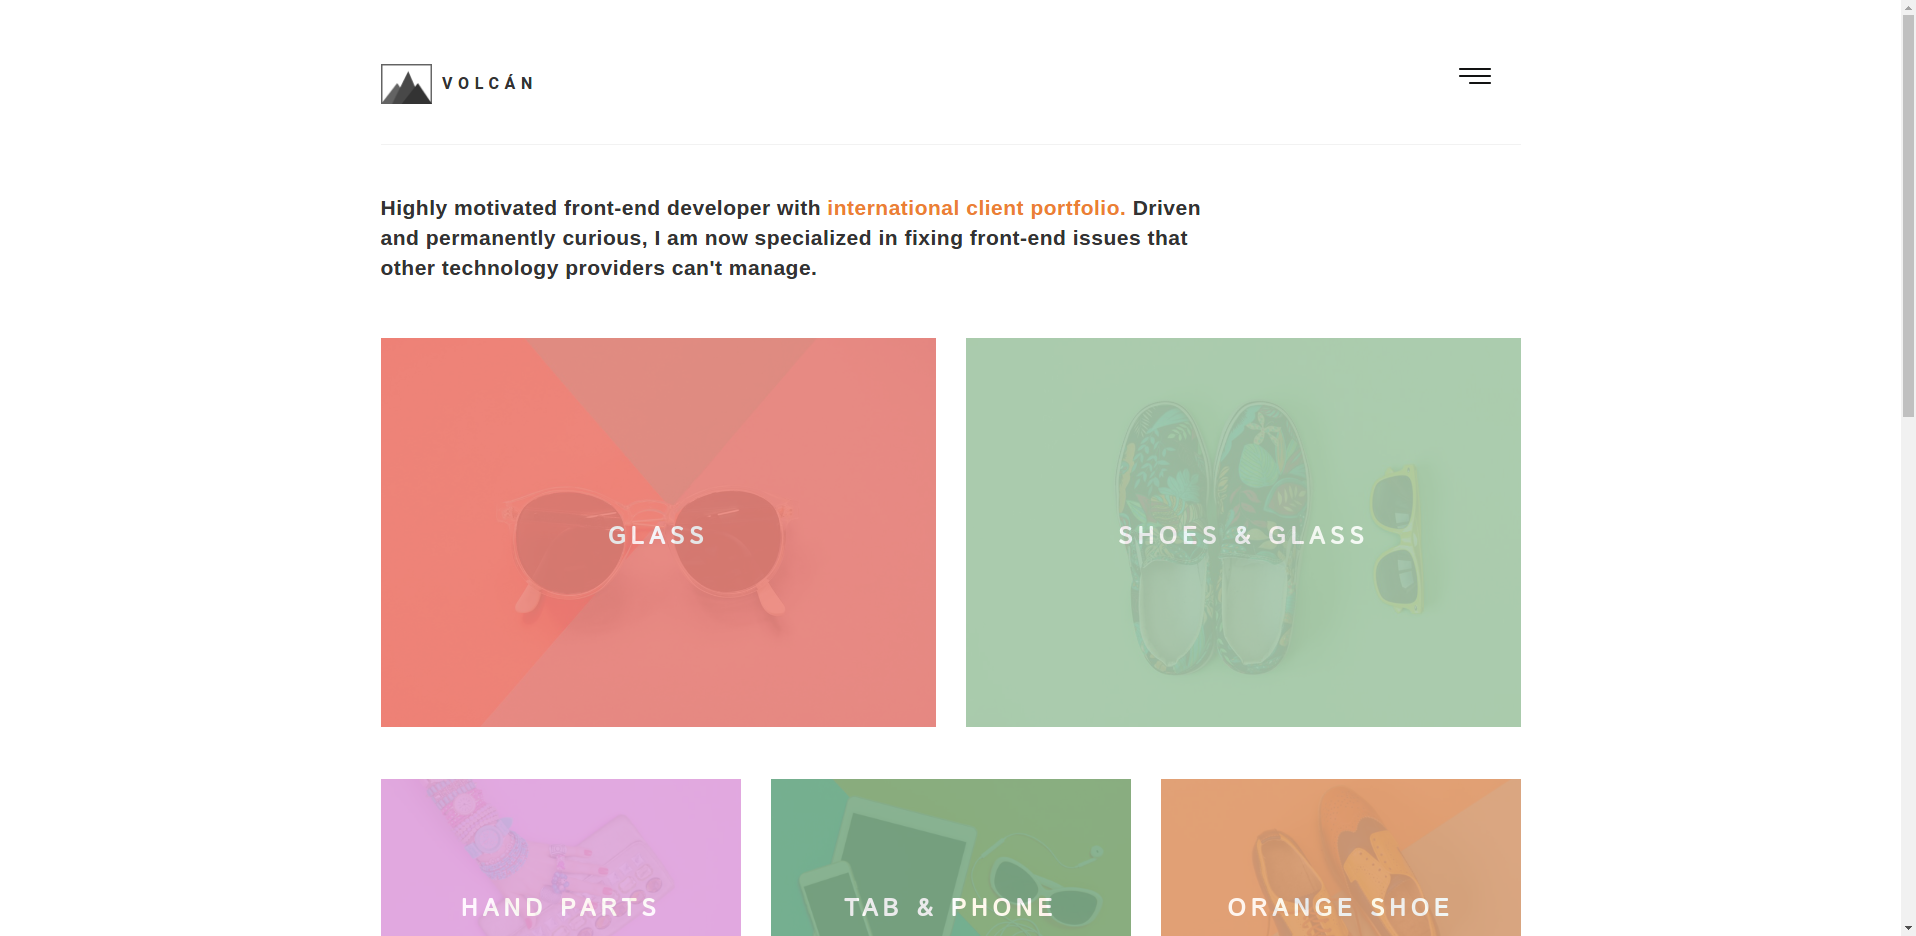 VOLCÁN
Highly motivated front-end developer with international client portfolio. Driven
and permanently curious, I am now specialized in fixing front-end issues that
other technology providers can't manage.
GLASS
SHOES & GLASS
HAND PARTS
TAB & PHONE
ORANGE SHOE